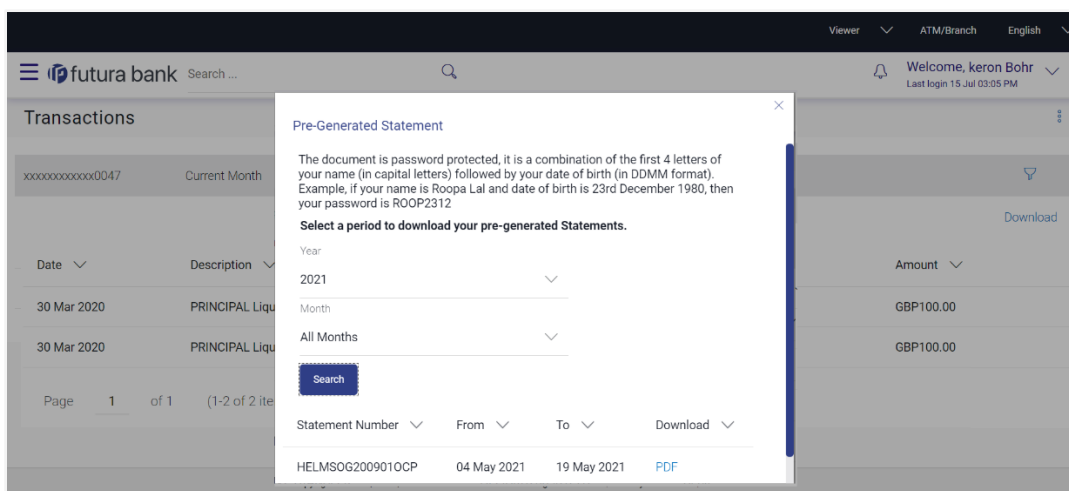 Viewer ATM/Branch English
futura bank Search ... Welcome, keron Bohr
Last login 15 Jul 03:05 PM
Transactions
xxxxxxxxxxxx0047 Current Month
Download
Date Description Amount
30 Mar 2020 PRINCIPAL Liqu GBP100.00
30 Mar 2020 PRINCIPAL Liqu GBP100.00
Page 1 of 1 (1-2 of 2 ite
Pre-Generated Statement
The document is password protected, it is a combination of the first 4 letters of
your name (in capital letters) followed by your date of birth (in DDMM format).
Example, if your name is Roopa Lal and date of birth is 23rd December 1980, then
your password is ROOP2312
Select a period to download your pre-generated Statements.
Year
2021
Month
All Months
Search
Statement Number From To Download
HELMSOG200901OCP 04 May 2021 19 May 2021 PDF